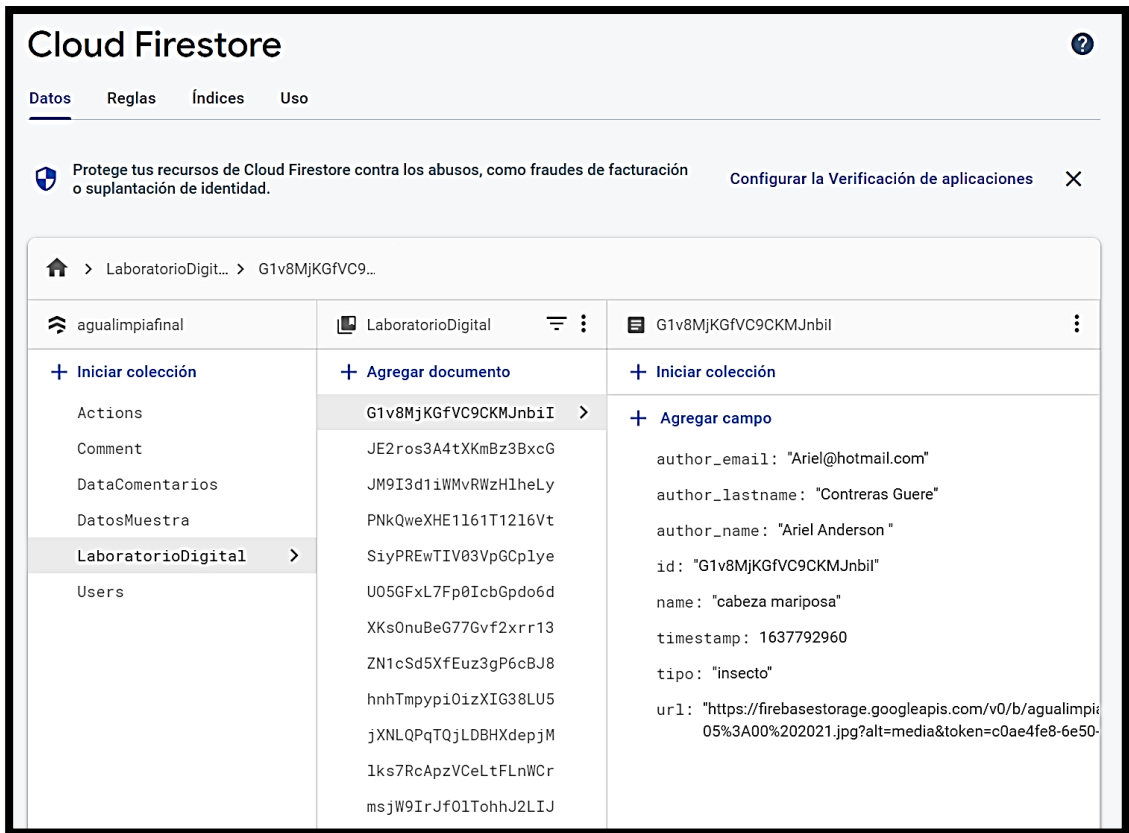 Cloud Firestore
Datos Reglas Índices Uso
Protege tus recursos de Cloud Firestore contra los abusos, como fraudes de facturación
o suplantación de identidad.
Configurar la Verificación de aplicaciones
LaboratorioDigit... G1v8MjKGfVC9...
agualimpiafinal
Iniciar colección
Actions
Comment
DataComentarios
DatosMuestra
LaboratorioDigital
Users
LaboratorioDigital
Agregar documento
G1v8MjKGfVC9CKMJnbiI
JE2ros3A4tXKmBz3BxcG
JM9I3d1iWMvRWzHlheLy
PNkQweXHE1l61T12l6Vt
SiyPREwTIV03VpGCplye
UO5GFxL7Fp0IcbGpdo6d
XKsOnuBeG77Gvf2xrr13
ZN1cSd5XfEuz3gP6cBJ8
hnhTmpypiOizXIG38LU5
jXNLQPqTQjLDBHXdepjM
lks7RcApzVCeLtFLnWCr
msjW9IrJfOlTohhJ2LIJ
G1v8MjKGfVC9CKMJnbiI
Iniciar colección
Agregar campo
author_email: "Ariel@hotmail.com"
author_lastname: "Contreras Guere"
author_name: "Ariel Anderson "
id: "G1v8MjKGfVC9CKMJnbiI"
name: "cabeza mariposa"
timestamp: 1637792960
tipo: "insecto"
url: "https://firebasestorage.googleapis.com/v0/b/agualimpia
05%3A00%202021.jpg?alt=media&token=c0ae4fe8-6e50-